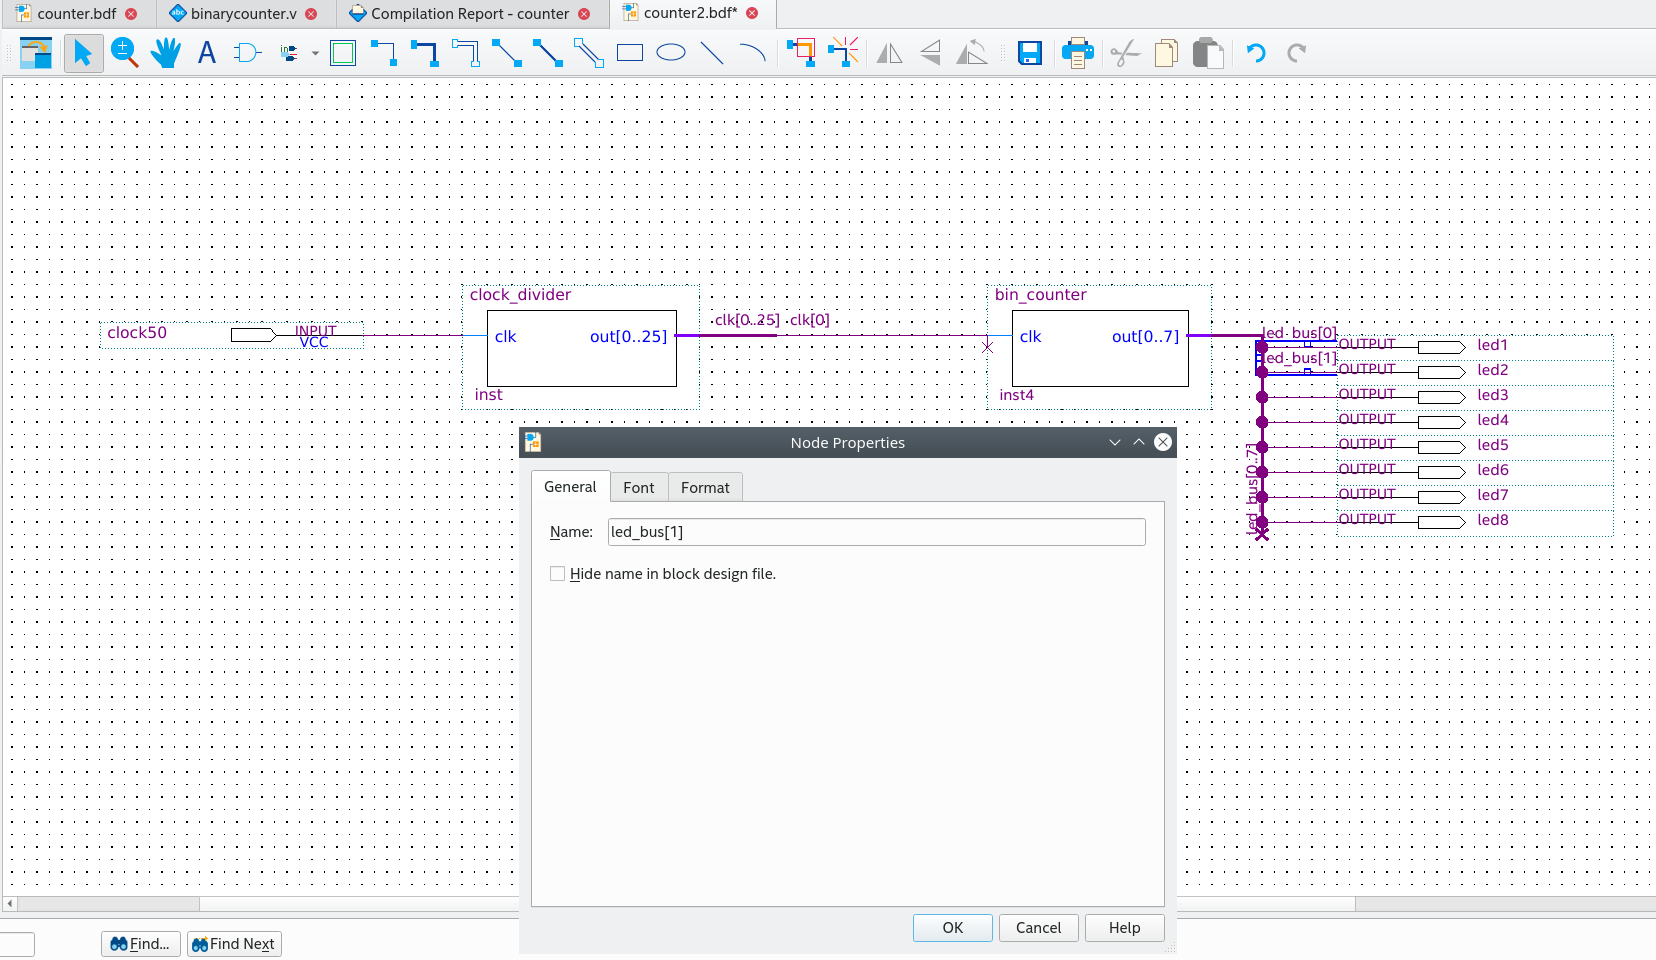 counter.bdf
abc
binarycounter.v
Compilation Report - counter
counter2.bdf*
A
in
clock50
INPUT
VCC
clock_divider
clk
out[0..25]
inst
clk[0..25]
clk[0]
bin_counter
clk
out[0..7]
inst4
led_bus[0]
led_bus[1]
led_bus[0..7]
OUTPUT
led1
OUTPUT
led2
OUTPUT
led3
OUTPUT
led4
OUTPUT
led5
OUTPUT
led6
OUTPUT
led7
OUTPUT
led8
Node Properties
General
Font
Format
Name:
led_bus[1]
Hide name in block design file.
OK
Cancel
Help
Find...
Find Next